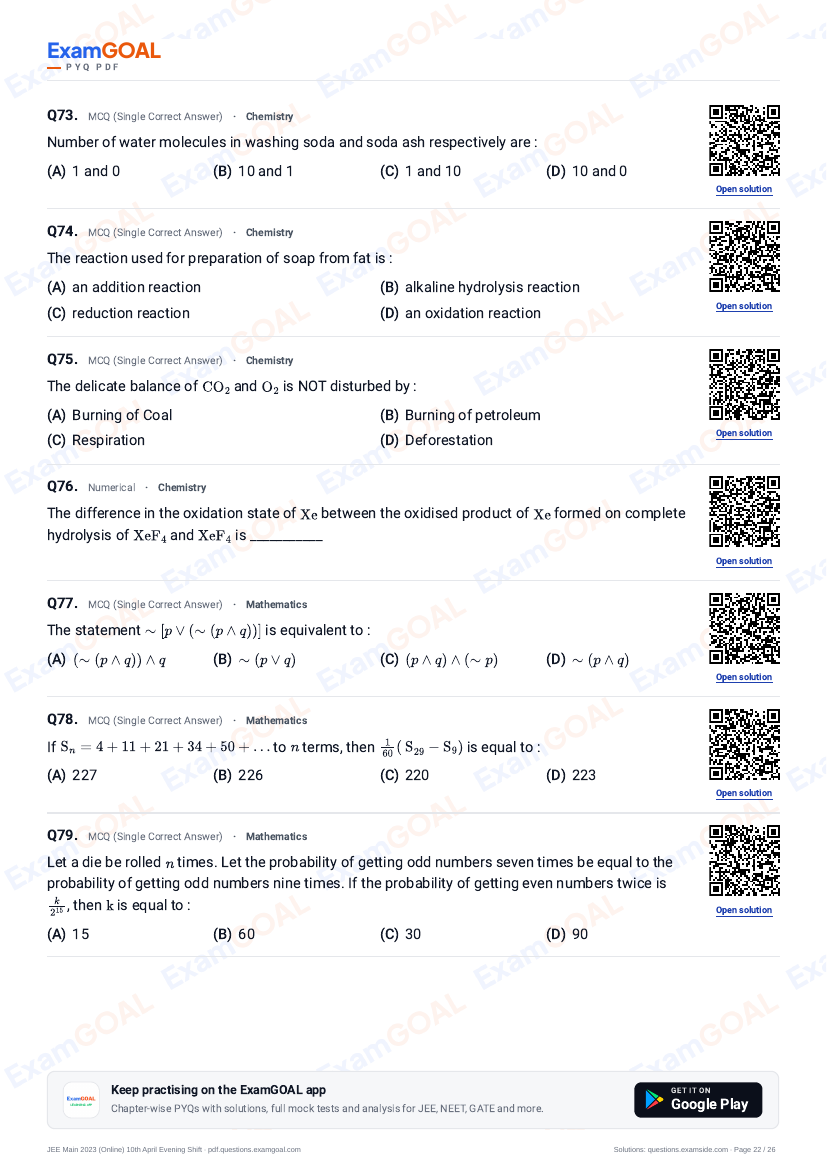 ExamGOAL
PYQ PDF
Q73. MCQ (Single Correct Answer) · Chemistry
Number of water molecules in washing soda and soda ash respectively are :
(A) 1 and 0 (B) 10 and 1 (C) 1 and 10 (D) 10 and 0
Open solution
Q74. MCQ (Single Correct Answer) · Chemistry
The reaction used for preparation of soap from fat is :
(A) an addition reaction (B) alkaline hydrolysis reaction
(C) reduction reaction (D) an oxidation reaction
Open solution
Q75. MCQ (Single Correct Answer) · Chemistry
The delicate balance of CO₂ and O₂ is NOT disturbed by :
(A) Burning of Coal (B) Burning of petroleum
(C) Respiration (D) Deforestation
Open solution
Q76. Numerical · Chemistry
The difference in the oxidation state of Xe between the oxidised product of Xe formed on complete
hydrolysis of XeF₄ and XeF₄ is __________
Open solution
Q77. MCQ (Single Correct Answer) · Mathematics
The statement ∼ [p ∨ (∼ (p ∧ q))] is equivalent to :
(A) (∼ (p ∧ q)) ∧ q (B) ∼ (p ∨ q) (C) (p ∧ q) ∧ (∼ p) (D) ∼ (p ∧ q)
Open solution
Q78. MCQ (Single Correct Answer) · Mathematics
If Sₙ = 4 + 11 + 21 + 34 + 50 + … to n terms, then 1/60 ( S₂₉ − S₉) is equal to :
(A) 227 (B) 226 (C) 220 (D) 223
Open solution
Q79. MCQ (Single Correct Answer) · Mathematics
Let a die be rolled n times. Let the probability of getting odd numbers seven times be equal to the
probability of getting odd numbers nine times. If the probability of getting even numbers twice is
k/2¹⁵, then k is equal to :
(A) 15 (B) 60 (C) 30 (D) 90
Open solution
Keep practising on the ExamGOAL app
Chapter-wise PYQs with solutions, full mock tests and analysis for JEE, NEET, GATE and more.
GET IT ON
Google Play
JEE Main 2023 (Online) 10th April Evening Shift · pdf.questions.examgoal.com Solutions: questions.examside.com · Page 22 / 26